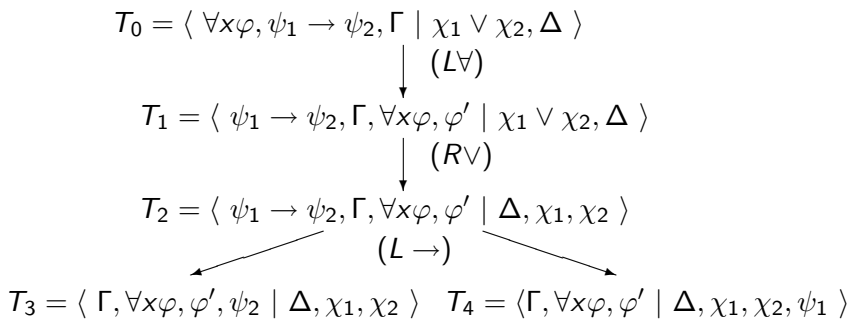 T₀ = ⟨ ∀xφ, ψ₁ → ψ₂, Γ | χ₁ ∨ χ₂, Δ ⟩
(L∀)
T₁ = ⟨ ψ₁ → ψ₂, Γ, ∀xφ, φ′ | χ₁ ∨ χ₂, Δ ⟩
(R∨)
T₂ = ⟨ ψ₁ → ψ₂, Γ, ∀xφ, φ′ | Δ, χ₁, χ₂ ⟩
(L →)
T₃ = ⟨ Γ, ∀xφ, φ′, ψ₂ | Δ, χ₁, χ₂ ⟩ T₄ = ⟨Γ, ∀xφ, φ′ | Δ, χ₁, χ₂, ψ₁ ⟩